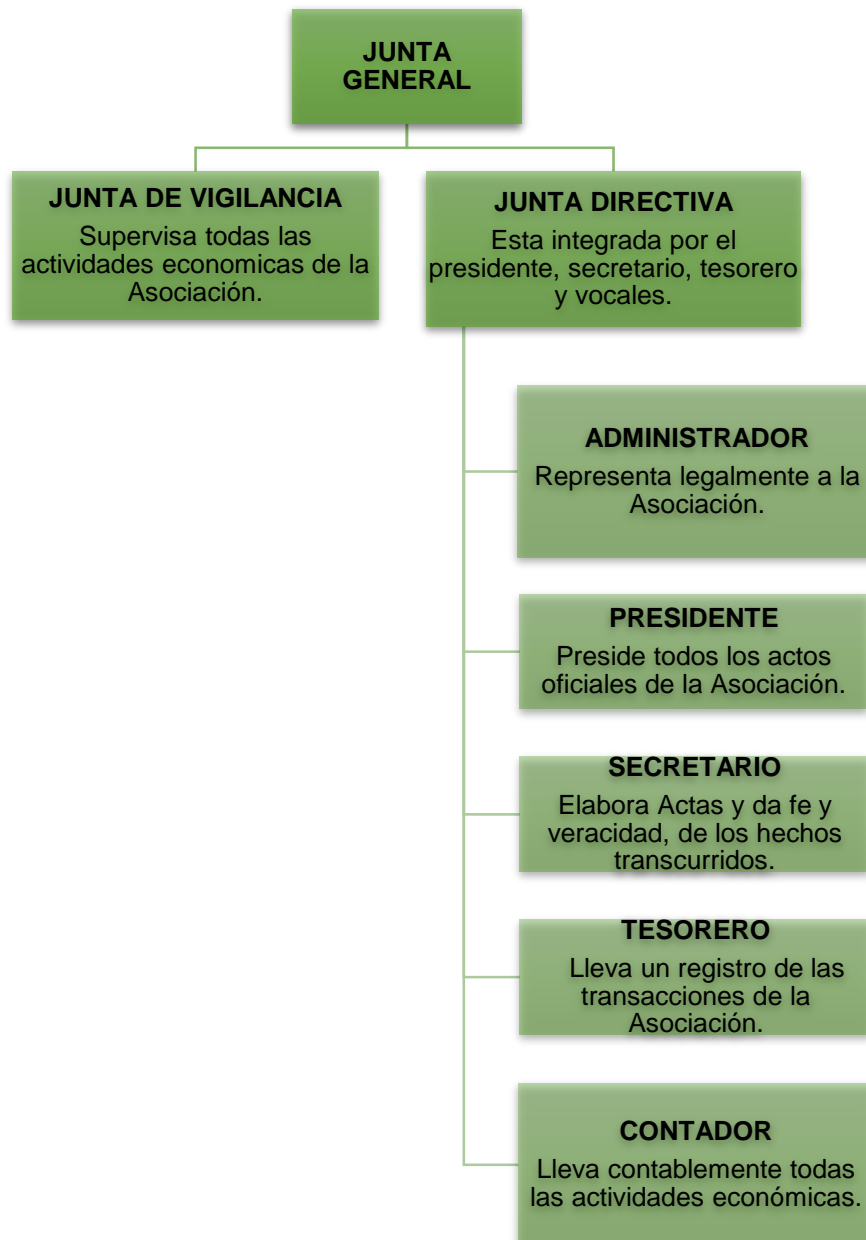 JUNTA
GENERAL
JUNTA DE VIGILANCIA
Supervisa todas las
actividades economicas de la
Asociación.
JUNTA DIRECTIVA
Esta integrada por el
presidente, secretario, tesorero
y vocales.
ADMINISTRADOR
Representa legalmente a la
Asociación.
PRESIDENTE
Preside todos los actos
oficiales de la Asociación.
SECRETARIO
Elabora Actas y da fe y
veracidad, de los hechos
transcurridos.
TESORERO
Lleva un registro de las
transacciones de la
Asociación.
CONTADOR
Lleva contablemente todas
las actividades económicas.